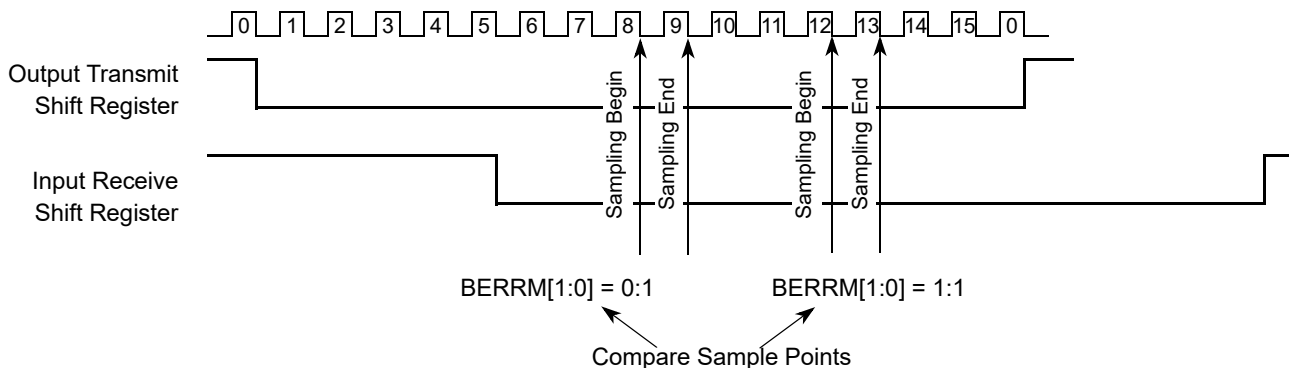 0 1 2 3 4 5 6 7 8 9 10 11 12 13 14 15 0
Output Transmit
Shift Register
Input Receive
Shift Register
Sampling Begin
Sampling End
Sampling Begin
Sampling End
BERRM[1:0] = 0:1
BERRM[1:0] = 1:1
Compare Sample Points